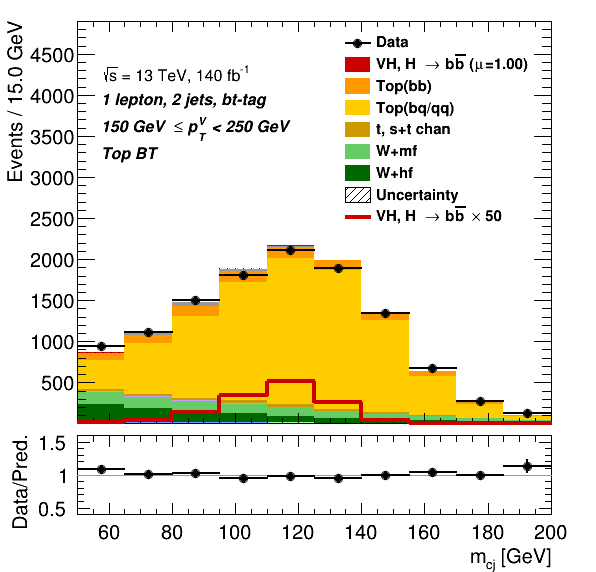 Events / 15.0 GeV
4500
4000
3500
3000
2500
2000
1500
1000
500
√s = 13 TeV, 140 fb⁻¹
1 lepton, 2 jets, bt-tag
150 GeV ≤ p_T^V < 250 GeV
Top BT
Data
VH, H → bb̅ (μ=1.00)
Top(bb)
Top(bq/qq)
t, s+t chan
W+mf
W+hf
Uncertainty
VH, H → bb̅ × 50
Data/Pred.
1.5
1
0.5
60 80 100 120 140 160 180 200
m_cj [GeV]